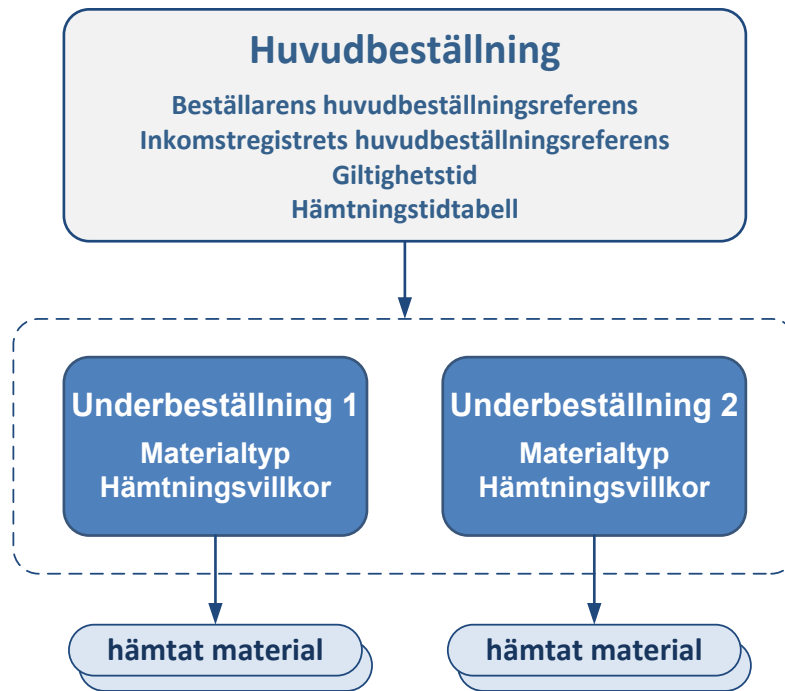 Huvudbeställning
Beställarens huvudbeställningsreferens
Inkomstregistrets huvudbeställningsreferens
Giltighetstid
Hämtningstidtabell
Underbeställning 1
Materialtyp
Hämtningsvillkor
Underbeställning 2
Materialtyp
Hämtningsvillkor
hämtat material
hämtat material